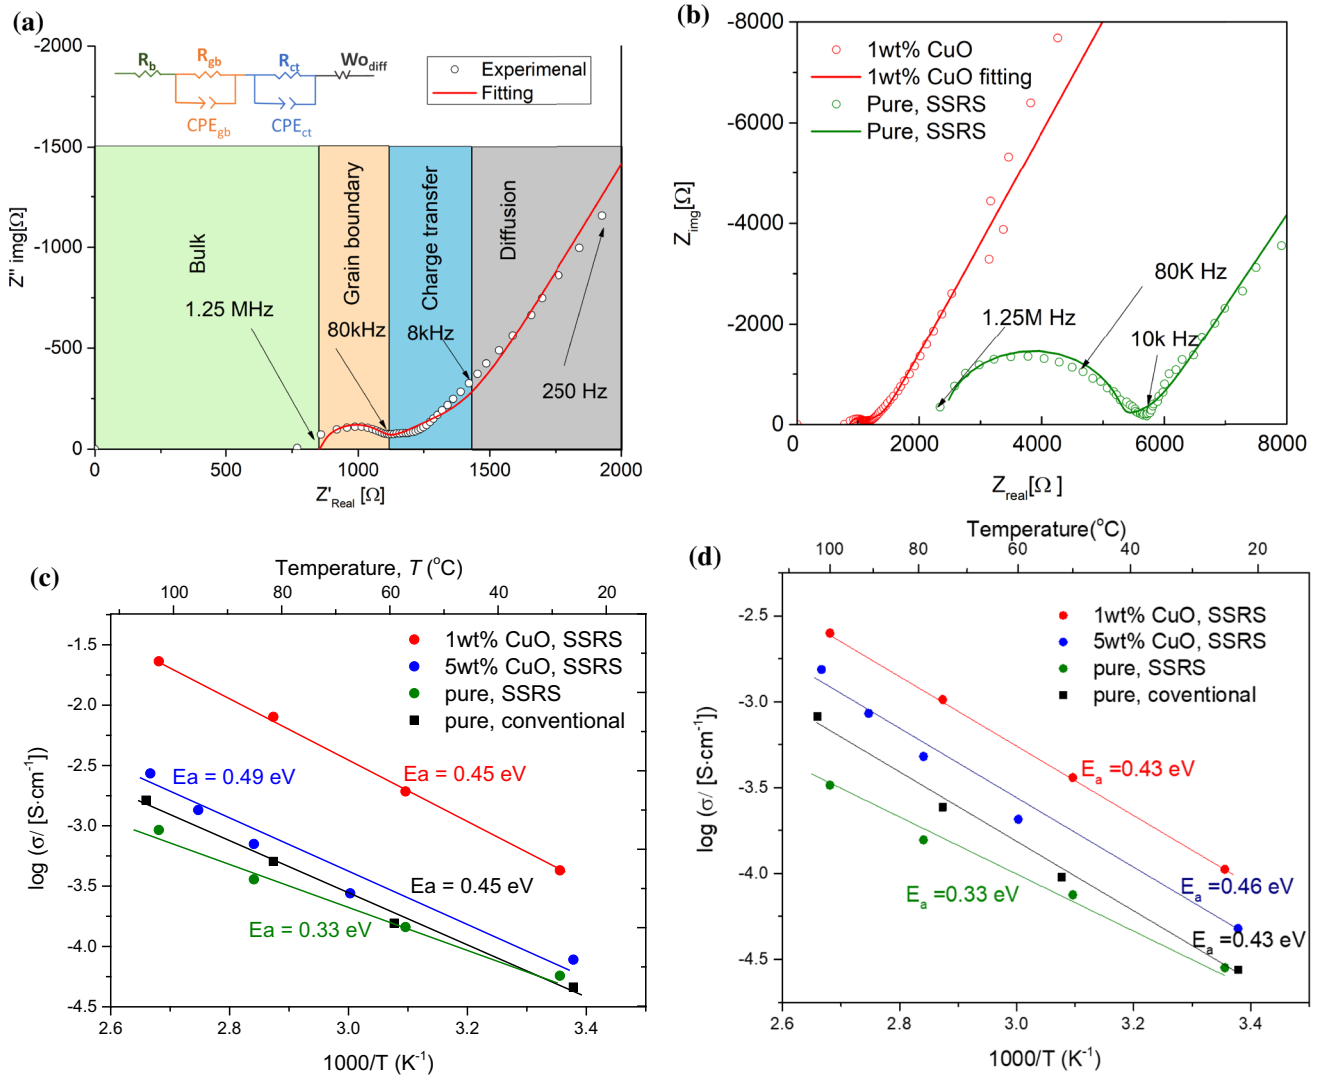 (a)
-2000
-1500
-1000
-500
0
Z'' img[Ω]
R_b
R_gb
R_ct
Wo_diff
CPE_gb
CPE_ct
Experimenal
Fitting
Bulk
Grain boundary
Charge transfer
Diffusion
1.25 MHz
80kHz
8kHz
250 Hz
0
500
1000
1500
2000
Z'_Real [Ω]
(b)
-8000
-6000
-4000
-2000
0
Z_img[Ω]
1wt% CuO
1wt% CuO fitting
Pure, SSRS
Pure, SSRS
80K Hz
1.25M Hz
10k Hz
0
2000
4000
6000
8000
Z_real[Ω ]
(c)
Temperature, T (°C)
100
80
60
40
20
-1.5
-2.0
-2.5
-3.0
-3.5
-4.0
-4.5
log (σ/ [S·cm⁻¹])
1wt% CuO, SSRS
5wt% CuO, SSRS
pure, SSRS
pure, conventional
Ea = 0.49 eV
Ea = 0.45 eV
Ea = 0.45 eV
Ea = 0.33 eV
2.6
2.8
3.0
3.2
3.4
1000/T (K⁻¹)
(d)
Temperature(°C)
100
80
60
40
20
-2.5
-3.0
-3.5
-4.0
-4.5
log (σ/ [S·cm⁻¹])
1wt% CuO, SSRS
5wt% CuO, SSRS
pure, SSRS
pure, coventional
E_a =0.43 eV
E_a =0.33 eV
E_a =0.46 eV
E_a =0.43 eV
2.6
2.8
3.0
3.2
3.4
1000/T (K⁻¹)